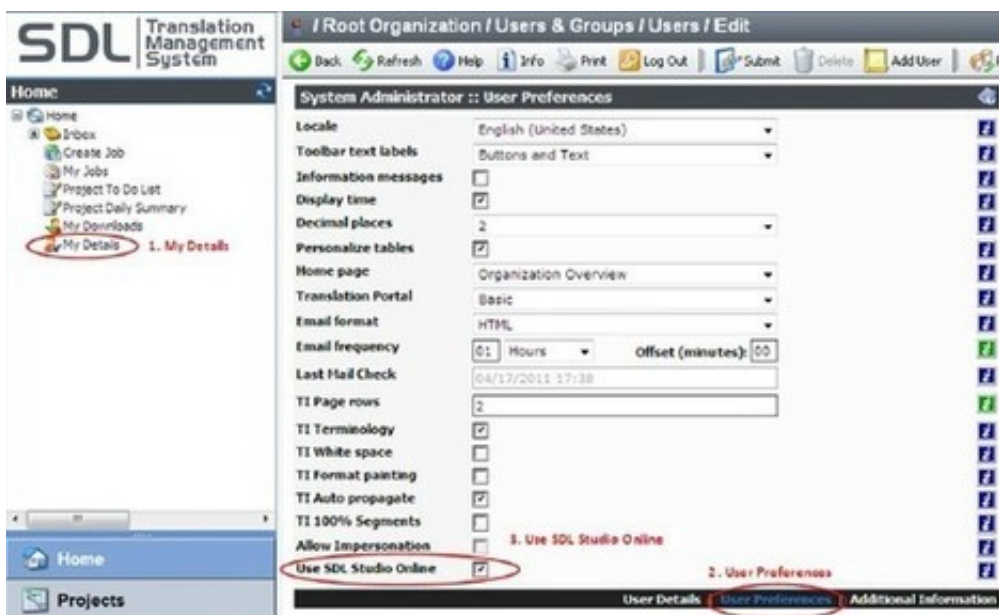 SDL Translation Management System
/ Root Organization / Users & Groups / Users / Edit
Back Refresh Help Info Print Log Out Submit Delete Add User
Home
System Administrator :: User Preferences
Home
Inbox
Create Job
My Jobs
Project To Do List
Project Daily Summary
My Downloads
My Details 1. My Details
Locale English (United States)
Toolbar text labels Buttons and Text
Information messages
Display time
Decimal places 2
Personalize tables
Home page Organization Overview
Translation Portal Basic
Email format HTML
Email frequency 01 Hours Offset (minutes): 00
Last Mail Check 04/17/2011 17:38
TI Page rows 2
TI Terminology
TI White space
TI Format painting
TI Auto propagate
TI 100% Segments
Allow Impersonation 3. Use SDL Studio Online
Use SDL Studio Online
2. User Preferences
User Details User Preferences Additional Information
Home
Projects